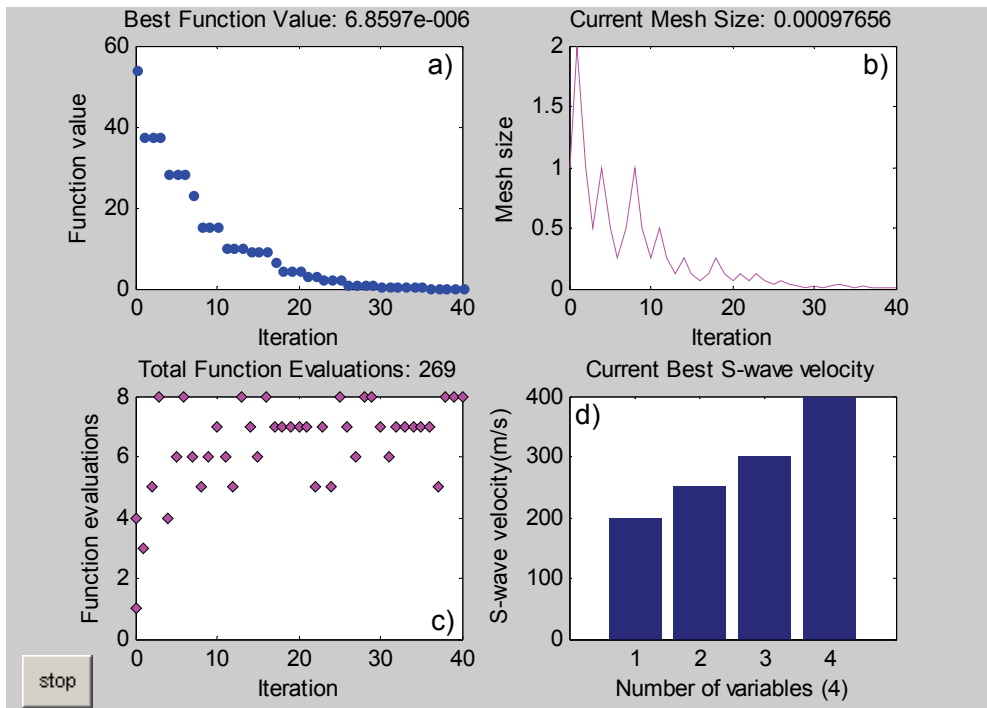 Best Function Value: 6.8597e-006
a)
60
40
20
0
Function value
0 10 20 30 40
Iteration
Current Mesh Size: 0.00097656
b)
2
1.5
1
0.5
0
Mesh size
0 10 20 30 40
Iteration
Total Function Evaluations: 269
8
6
4
2
0
Function evaluations
c)
0 10 20 30 40
Iteration
Current Best S-wave velocity
d)
400
300
200
100
0
S-wave velocity(m/s)
1 2 3 4
Number of variables (4)
stop